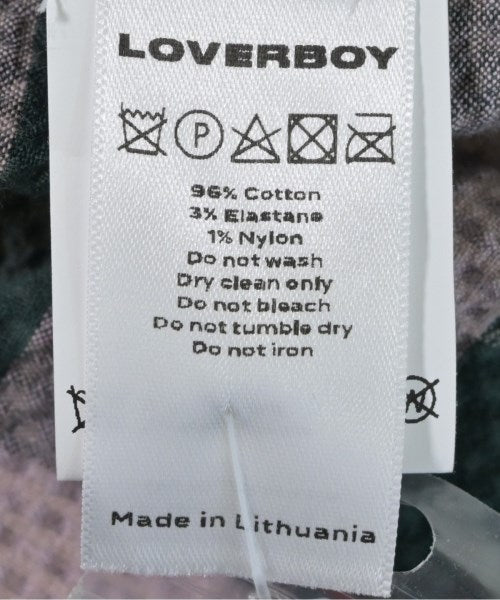 LOVERBOY
P
96% Cotton
3% Elastane
1% Nylon
Do not wash
Dry clean only
Do not bleach
Do not tumble dry
Do not iron
Made in Lithuania